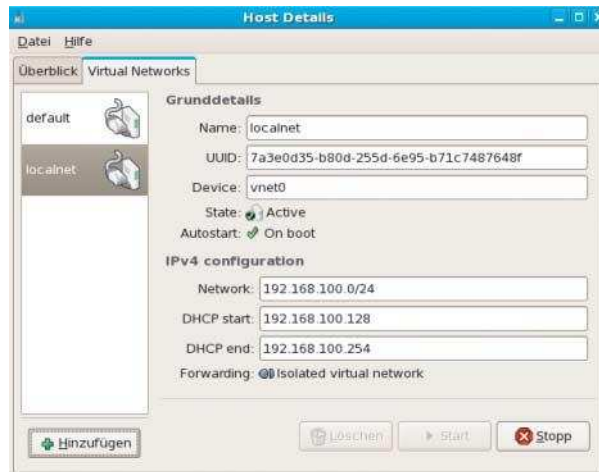 Host Details
Datei Hilfe
Überblick Virtual Networks
default
localnet
Grunddetails
Name: localnet
UUID: 7a3e0d35-b80d-255d-6e95-b71c7487648f
Device: vnet0
State: Active
Autostart: On boot
IPv4 configuration
Network: 192.168.100.0/24
DHCP start: 192.168.100.128
DHCP end: 192.168.100.254
Forwarding: Isolated virtual network
Hinzufügen
Löschen Start Stopp